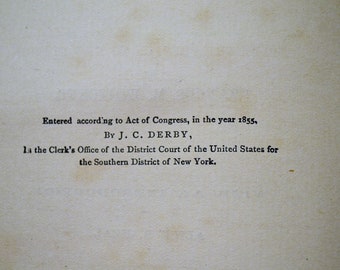 Entered according to Act of Congress, in the year 1855,
By J. C. DERBY,
In the Clerk's Office of the District Court of the United States for
the Southern District of New York.